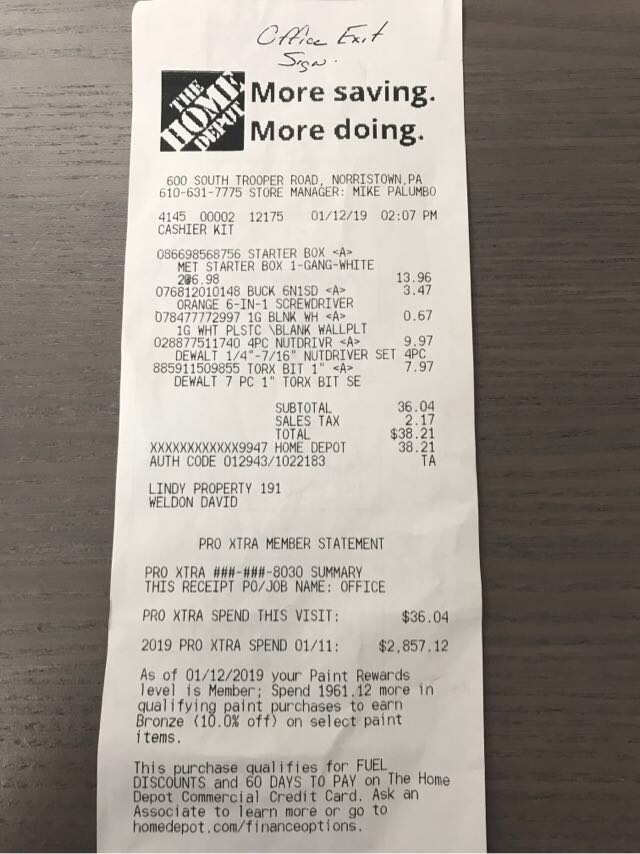 Office Exit
Sign.
THE
HOME
DEPOT
More saving.
More doing.
600 SOUTH TROOPER ROAD, NORRISTOWN,PA
610-631-7775 STORE MANAGER: MIKE PALUMBO
4145 00002 12175 01/12/19 02:07 PM
CASHIER KIT
086698568756 STARTER BOX <A>
MET STARTER BOX 1-GANG-WHITE
2@6.98 13.96
076812010148 BUCK 6N1SD <A> 3.47
ORANGE 6-IN-1 SCREWDRIVER
078477772997 1G BLNK WH <A> 0.67
1G WHT PLSTC \BLANK WALLPLT
028877511740 4PC NUTDRIVR <A> 9.97
DEWALT 1/4"-7/16" NUTDRIVER SET 4PC
885911509855 TORX BIT 1" <A> 7.97
DEWALT 7 PC 1" TORX BIT SE
SUBTOTAL 36.04
SALES TAX 2.17
TOTAL $38.21
XXXXXXXXXXXX9947 HOME DEPOT 38.21
AUTH CODE 012943/1022183 TA
LINDY PROPERTY 191
WELDON DAVID
PRO XTRA MEMBER STATEMENT
PRO XTRA ###-###-8030 SUMMARY
THIS RECEIPT PO/JOB NAME: OFFICE
PRO XTRA SPEND THIS VISIT: $36.04
2019 PRO XTRA SPEND 01/11: $2,857.12
As of 01/12/2019 your Paint Rewards
level is Member; Spend 1961.12 more in
qualifying paint purchases to earn
Bronze (10.0% off) on select paint
items.
This purchase qualifies for FUEL
DISCOUNTS and 60 DAYS TO PAY on The Home
Depot Commercial Credit Card. Ask an
Associate to learn more or go to
homedepot.com/financeoptions.